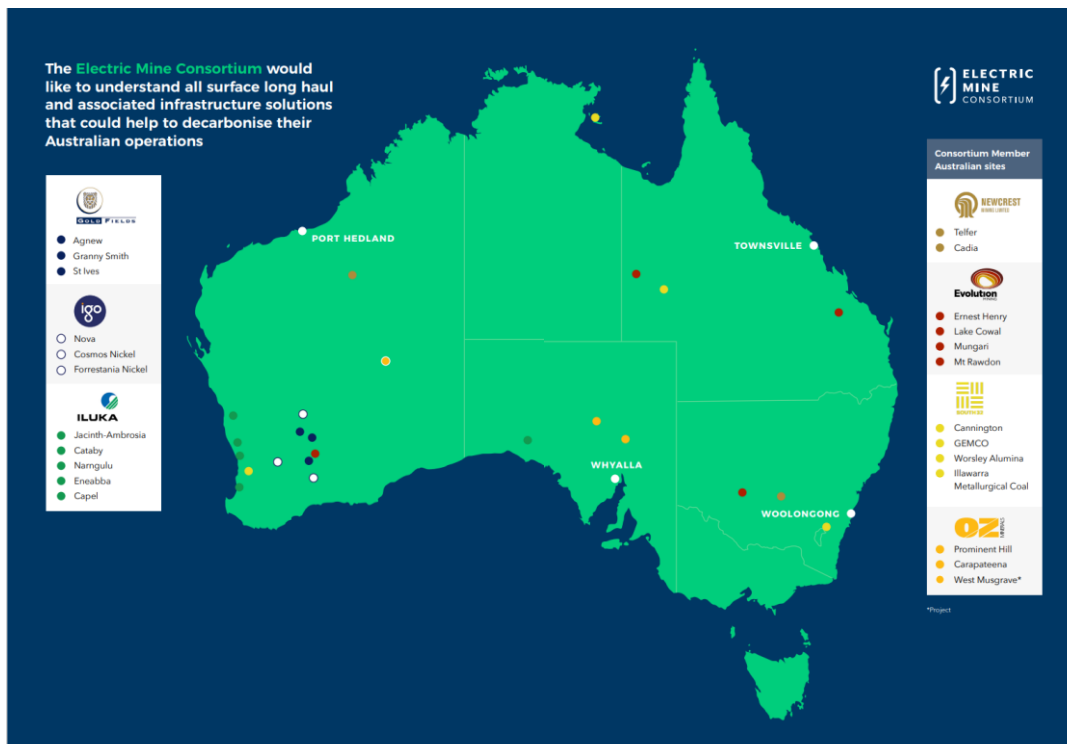 The Electric Mine Consortium would
like to understand all surface long haul
and associated infrastructure solutions
that could help to decarbonise their
Australian operations
ELECTRIC
MINE
CONSORTIUM
GOLD FIELDS
Agnew
Granny Smith
St Ives
igo
Nova
Cosmos Nickel
Forrestania Nickel
ILUKA
Jacinth-Ambrosia
Cataby
Narngulu
Eneabba
Capel
PORT HEDLAND
TOWNSVILLE
WHYALLA
WOOLONGONG
Consortium Member
Australian sites
NEWCREST
MINING LIMITED
Telfer
Cadia
Evolution
MINING
Ernest Henry
Lake Cowal
Mungari
Mt Rawdon
Cannington
GEMCO
Worsley Alumina
Illawarra
Metallurgical Coal
OZ MINERALS
Prominent Hill
Carapateena
West Musgrave*
*Project